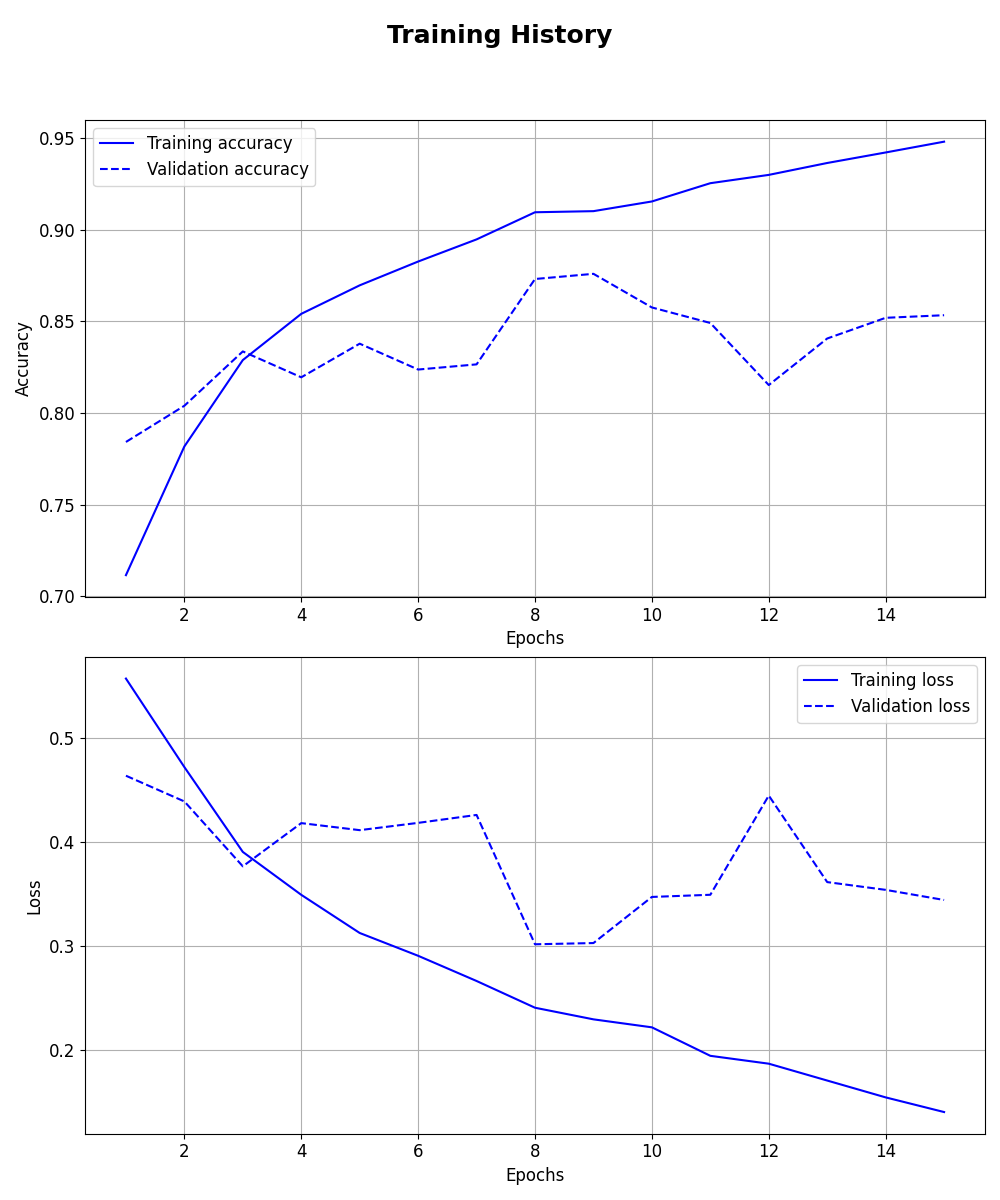 Training History
0.95
0.90
0.85
0.80
0.75
0.70
Accuracy
Training accuracy
Validation accuracy
2 4 6 8 10 12 14
Epochs
0.5
0.4
0.3
0.2
Loss
Training loss
Validation loss
2 4 6 8 10 12 14
Epochs